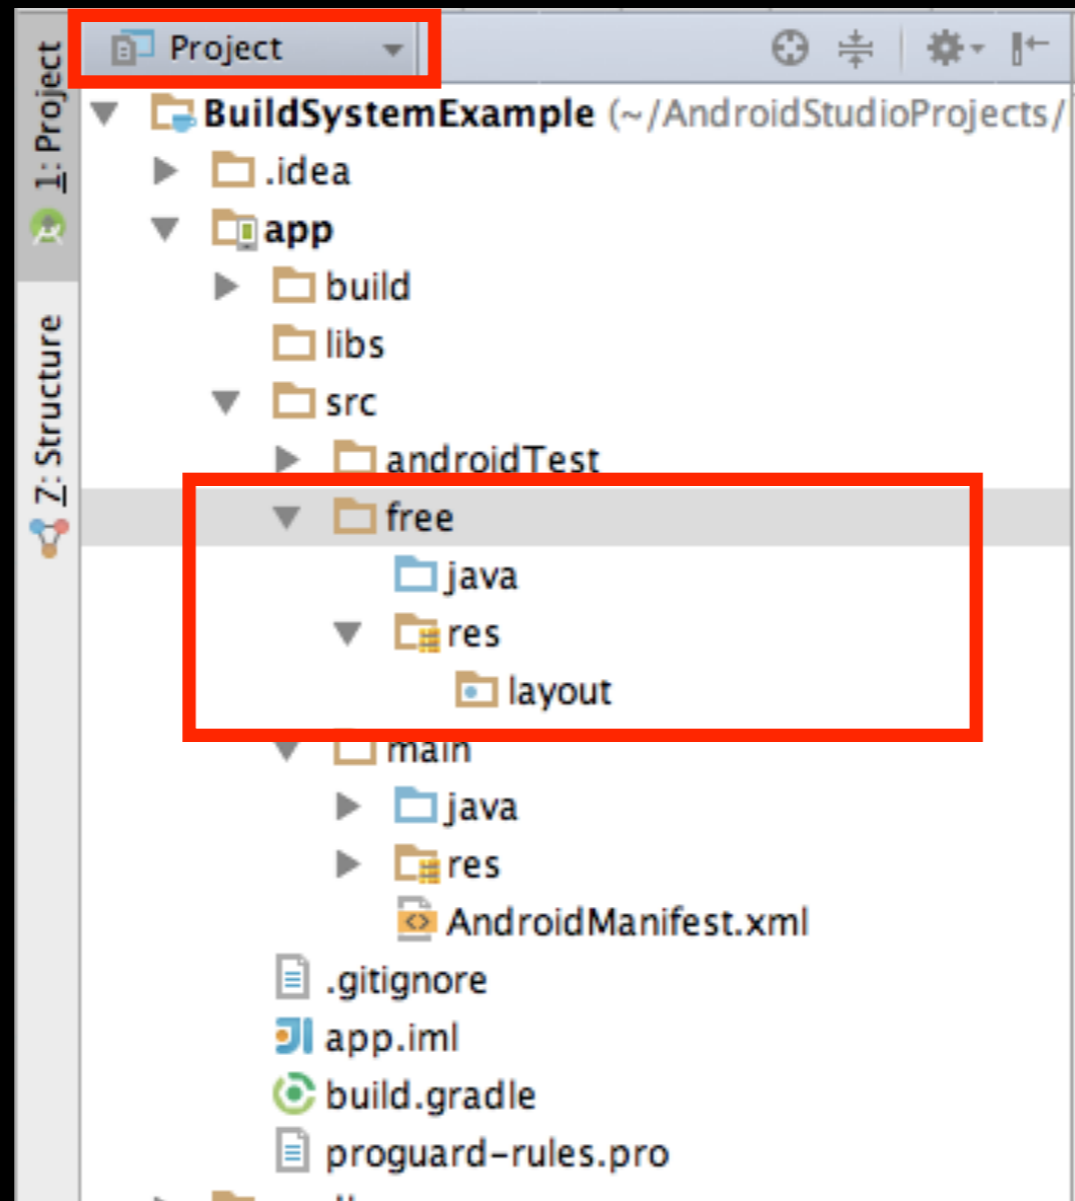 Project
1: Project
7: Structure
BuildSystemExample (~/AndroidStudioProjects/
.idea
app
build
libs
src
androidTest
free
java
res
layout
main
java
res
AndroidManifest.xml
.gitignore
app.iml
build.gradle
proguard-rules.pro